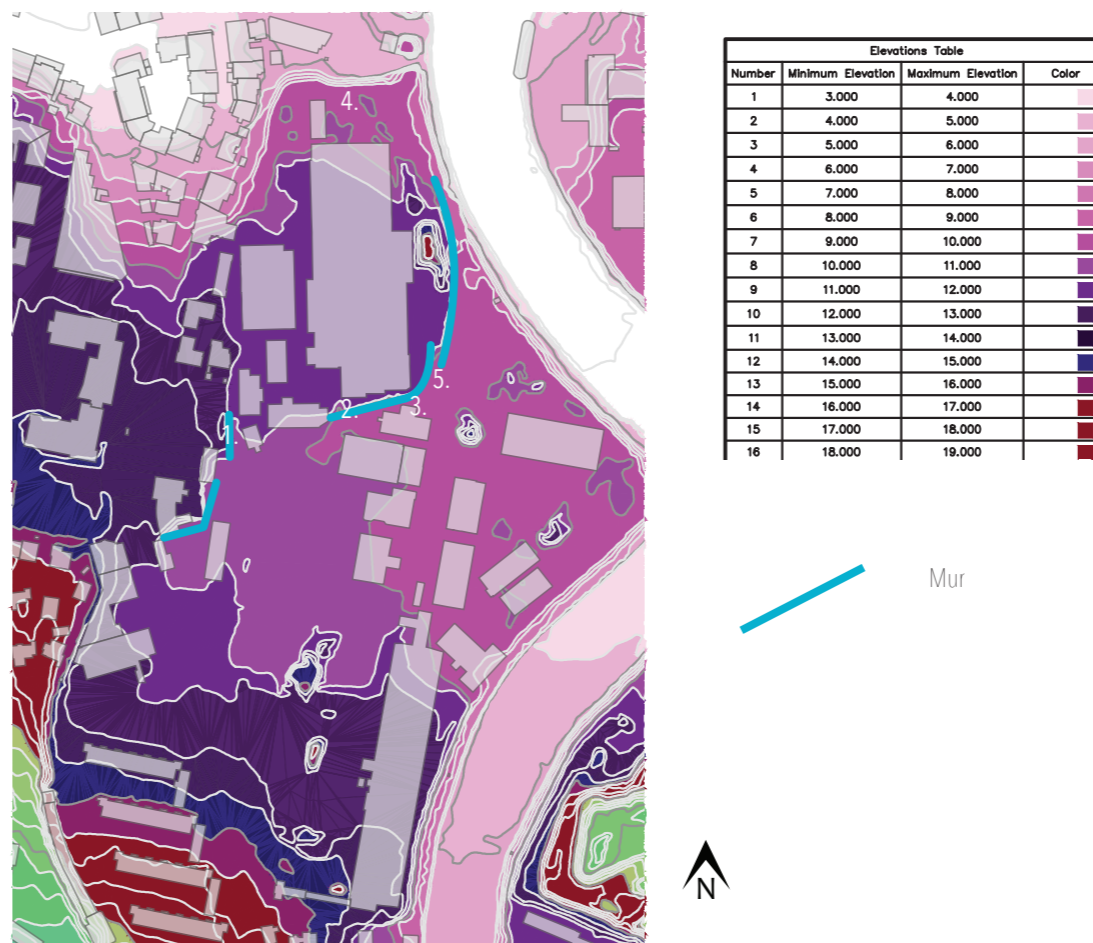 4.
5.
2.
3.
1.
Elevations Table
Number Minimum Elevation Maximum Elevation Color
1 3.000 4.000
2 4.000 5.000
3 5.000 6.000
4 6.000 7.000
5 7.000 8.000
6 8.000 9.000
7 9.000 10.000
8 10.000 11.000
9 11.000 12.000
10 12.000 13.000
11 13.000 14.000
12 14.000 15.000
13 15.000 16.000
14 16.000 17.000
15 17.000 18.000
16 18.000 19.000
Mur
N